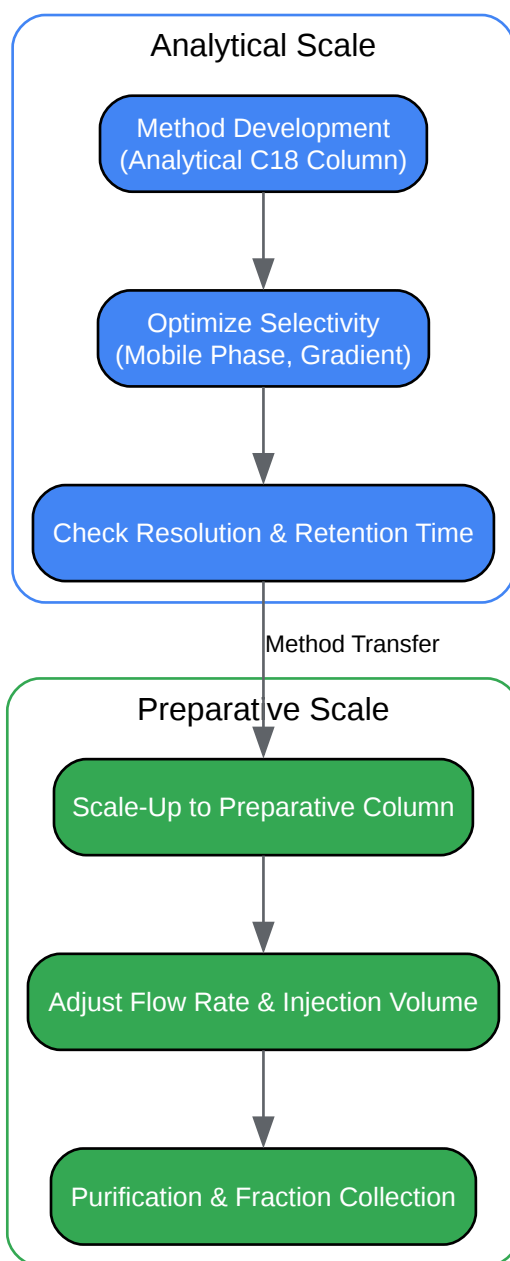 Analytical Scale
Method Development
(Analytical C18 Column)
Optimize Selectivity
(Mobile Phase, Gradient)
Check Resolution & Retention Time
Method Transfer
Preparative Scale
Scale-Up to Preparative Column
Adjust Flow Rate & Injection Volume
Purification & Fraction Collection